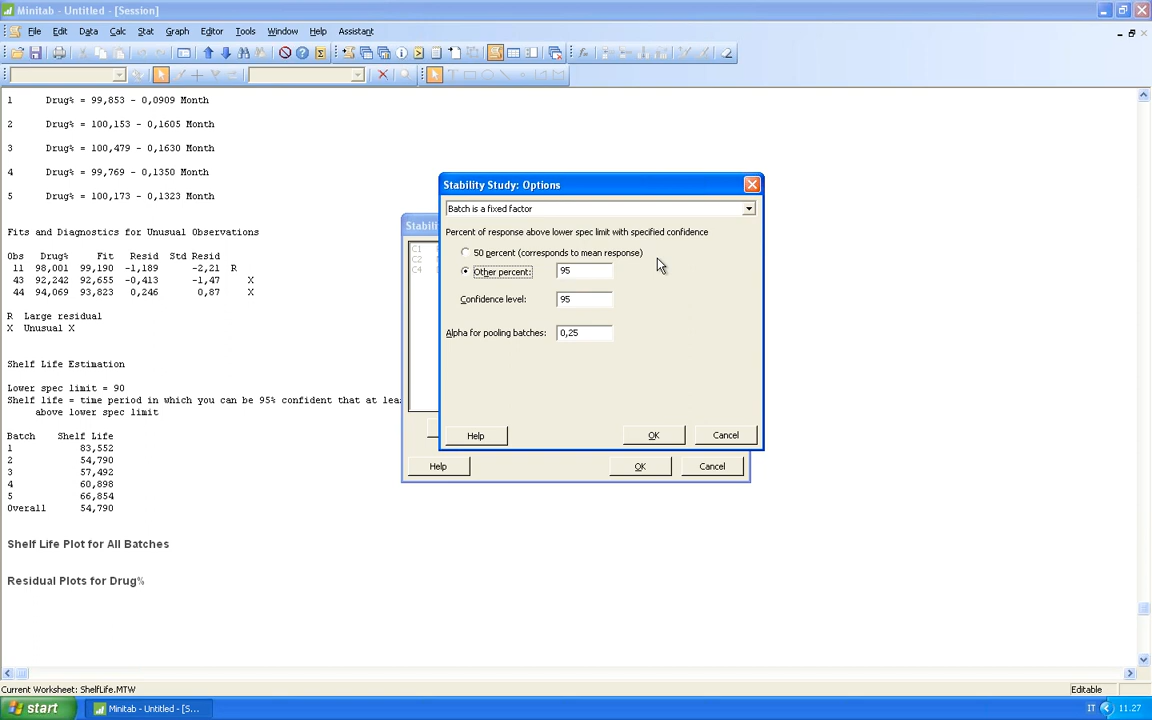 Minitab - Untitled - [Session]
File Edit Data Calc Stat Graph Editor Tools Window Help Assistant
1 Drug% = 99,853 - 0,0909 Month
2 Drug% = 100,153 - 0,1605 Month
3 Drug% = 100,479 - 0,1630 Month
4 Drug% = 99,769 - 0,1350 Month
5 Drug% = 100,173 - 0,1323 Month
Fits and Diagnostics for Unusual Observations
Obs Drug% Fit Resid Std Resid
11 98,001 99,190 -1,189 -2,21 R
43 92,242 92,655 -0,413 -1,47 X
44 94,069 93,823 0,246 0,87 X
R Large residual
X Unusual X
Shelf Life Estimation
Lower spec limit = 90
Shelf life = time period in which you can be 95% confident that at
above lower spec limit
Batch Shelf Life
1 83,552
2 54,790
3 57,492
4 60,898
5 66,854
Overall 54,790
Shelf Life Plot for All Batches
Residual Plots for Drug%
C1
C2
C4
Help OK Cancel
Stability Study: Options
Batch is a fixed factor
Percent of response above lower spec limit with specified confidence
50 percent (corresponds to mean response)
Other percent: 95
Confidence level: 95
Alpha for pooling batches: 0,25
Help OK Cancel
Current Worksheet: ShelfLife.MTW Editable
start Minitab - Untitled - [S... IT 11.27